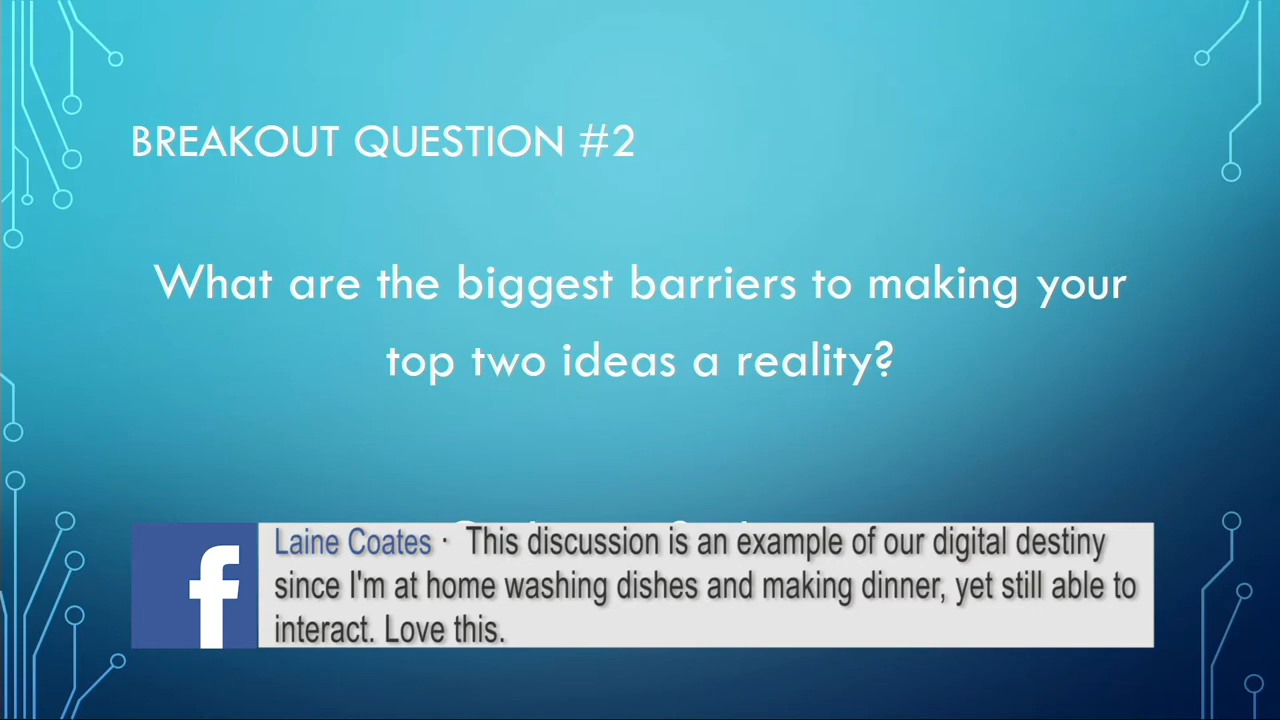 BREAKOUT QUESTION #2
What are the biggest barriers to making your
top two ideas a reality?
Laine Coates · This discussion is an example of our digital destiny
since I'm at home washing dishes and making dinner, yet still able to
interact. Love this.